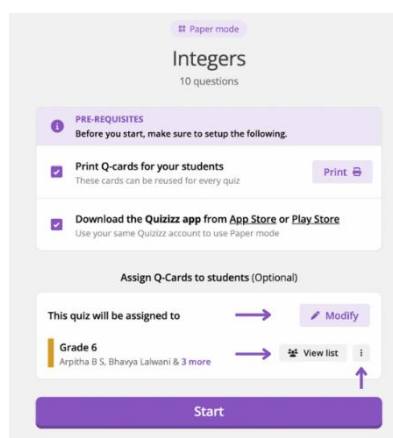 Paper mode
Integers
10 questions
PRE-REQUISITES
Before you start, make sure to setup the following.
Print Q-cards for your students
These cards can be reused for every quiz
Print
Download the Quizizz app from App Store or Play Store
Use your same Quizizz account to use Paper mode
Assign Q-Cards to students (Optional)
This quiz will be assigned to
Modify
Grade 6
Arpitha B S, Bhavya Lalwani & 3 more
View list
Start